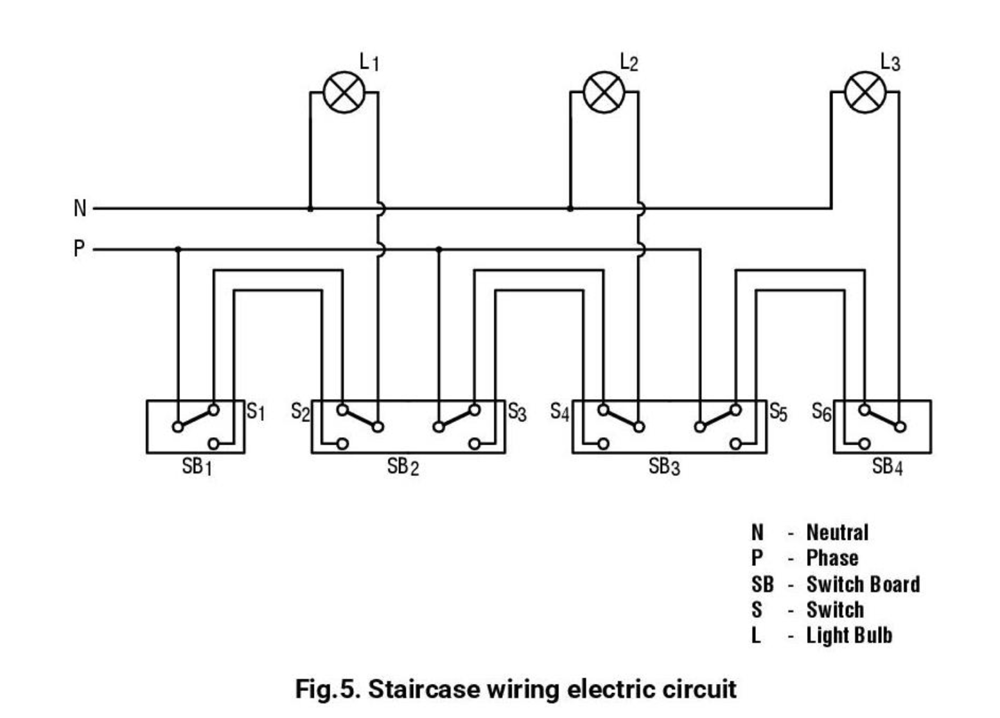 L1 L2 L3
N
P
S1 S2 S3 S4 S5 S6
SB1 SB2 SB3 SB4
N - Neutral
P - Phase
SB - Switch Board
S - Switch
L - Light Bulb
Fig.5. Staircase wiring electric circuit